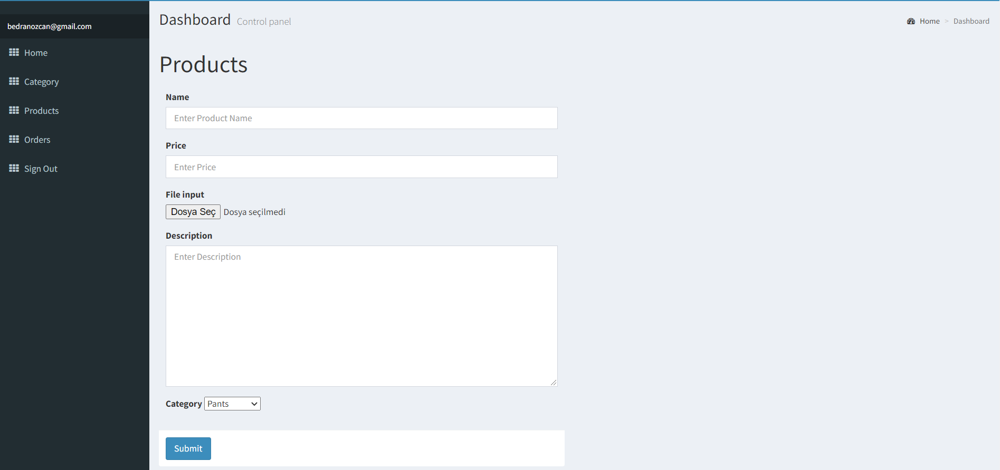 bedranozcan@gmail.com
Home
Category
Products
Orders
Sign Out
Dashboard Control panel
Home > Dashboard
Products
Name
Enter Product Name
Price
Enter Price
File input
Dosya Seç Dosya seçilmedi
Description
Enter Description
Category Pants
Submit